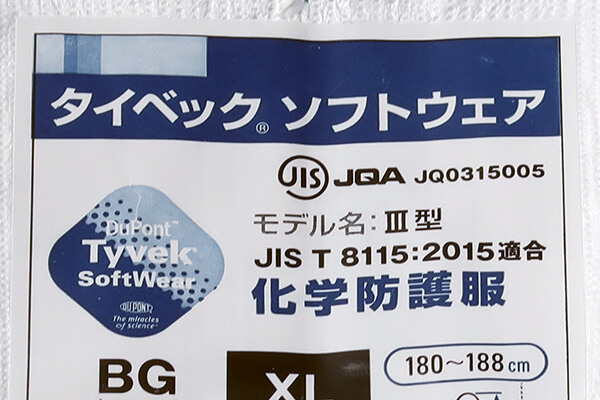 タイベック® ソフトウェア
JIS JQA JQ0315005
モデル名：Ⅲ型
JIS T 8115：2015適合
化学防護服
DuPont™
Tyvek®
SoftWear
DUPONT
The miracles
of science™
BG
XL
180～188cm